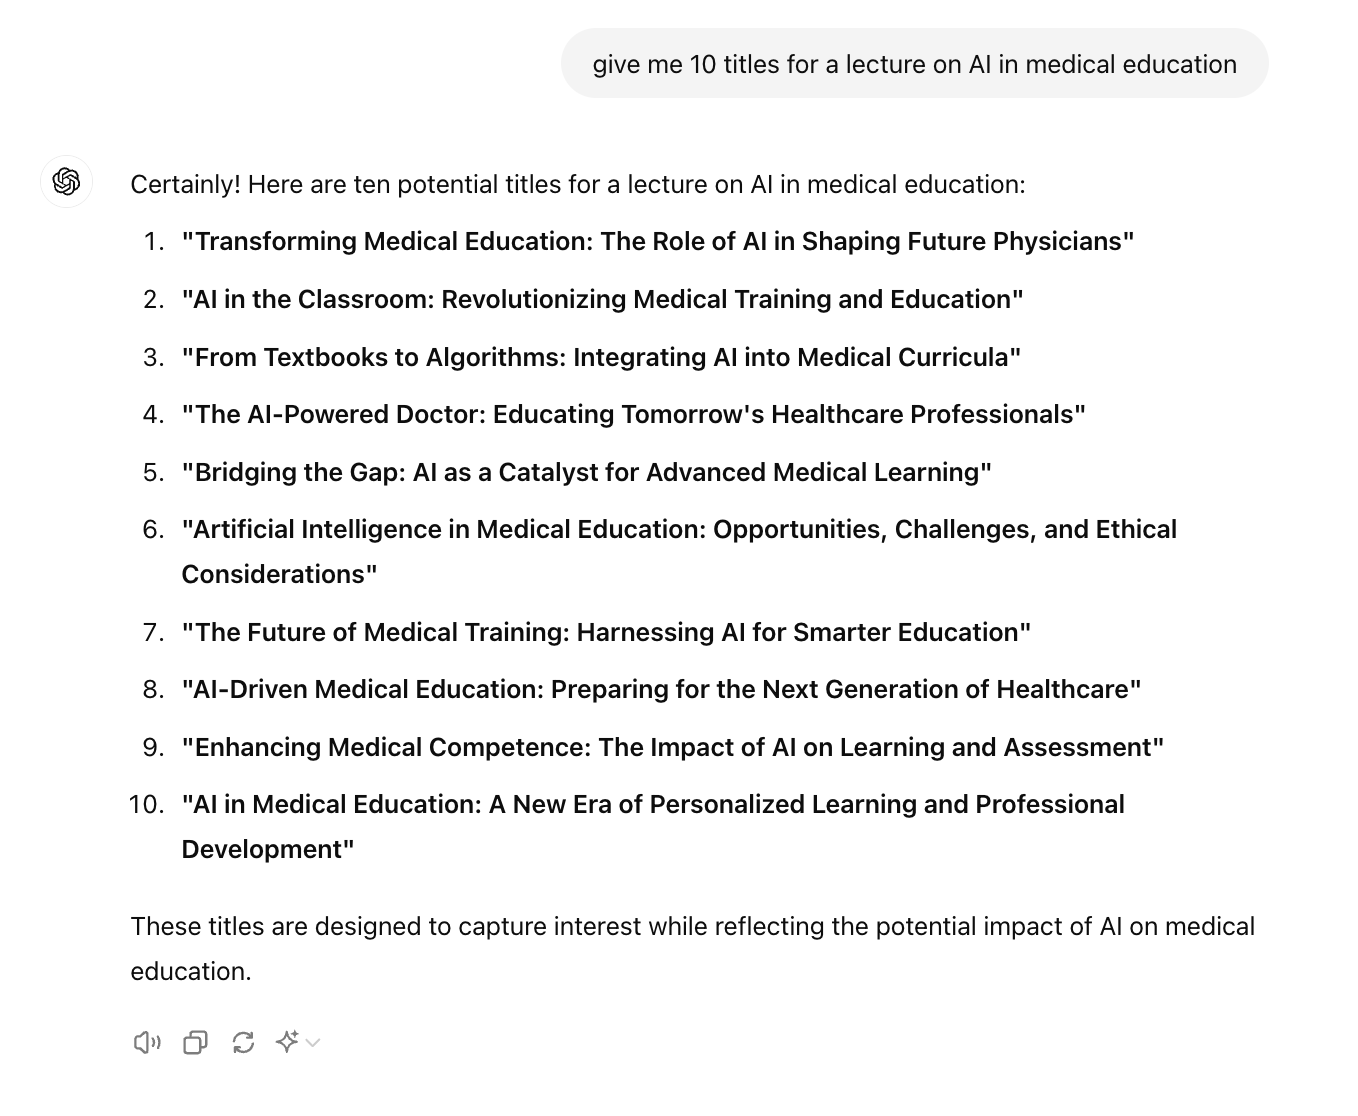 give me 10 titles for a lecture on AI in medical education
Certainly! Here are ten potential titles for a lecture on AI in medical education:
1. "Transforming Medical Education: The Role of AI in Shaping Future Physicians"
2. "AI in the Classroom: Revolutionizing Medical Training and Education"
3. "From Textbooks to Algorithms: Integrating AI into Medical Curricula"
4. "The AI-Powered Doctor: Educating Tomorrow's Healthcare Professionals"
5. "Bridging the Gap: AI as a Catalyst for Advanced Medical Learning"
6. "Artificial Intelligence in Medical Education: Opportunities, Challenges, and Ethical
Considerations"
7. "The Future of Medical Training: Harnessing AI for Smarter Education"
8. "AI-Driven Medical Education: Preparing for the Next Generation of Healthcare"
9. "Enhancing Medical Competence: The Impact of AI on Learning and Assessment"
10. "AI in Medical Education: A New Era of Personalized Learning and Professional
Development"
These titles are designed to capture interest while reflecting the potential impact of AI on medical
education.